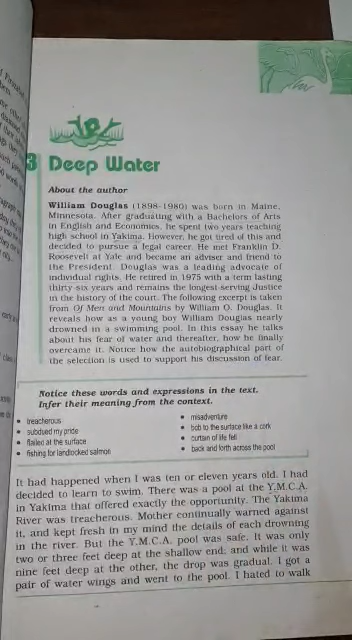 3 Deep Water
About the author
William Douglas (1898-1980) was born in Maine,
Minnesota. After graduating with a Bachelors of Arts
in English and Economics, he spent two years teaching
high school in Yakima. However, he got tired of this and
decided to pursue a legal career. He met Franklin D.
Roosevelt at Yale and became an adviser and friend to
the President. Douglas was a leading advocate of
individual rights. He retired in 1975 with a term lasting
thirty-six years and remains the longest-serving Justice
in the history of the court. The following excerpt is taken
from Of Men and Mountains by William O. Douglas. It
reveals how as a young boy William Douglas nearly
drowned in a swimming pool. In this essay he talks
about his fear of water and thereafter, how he finally
overcame it. Notice how the autobiographical part of
the selection is used to support his discussion of fear.
Notice these words and expressions in the text.
Infer their meaning from the context.
• treacherous
• subdued my pride
• flailed at the surface
• fishing for landlocked salmon
• misadventure
• bob to the surface like a cork
• curtain of life fell
• back and forth across the pool
It had happened when I was ten or eleven years old. I had
decided to learn to swim. There was a pool at the Y.M.C.A.
in Yakima that offered exactly the opportunity. The Yakima
River was treacherous. Mother continually warned against
it, and kept fresh in my mind the details of each drowning
in the river. But the Y.M.C.A. pool was safe. It was only
two or three feet deep at the shallow end; and while it was
nine feet deep at the other, the drop was gradual. I got a
pair of water wings and went to the pool. I hated to walk